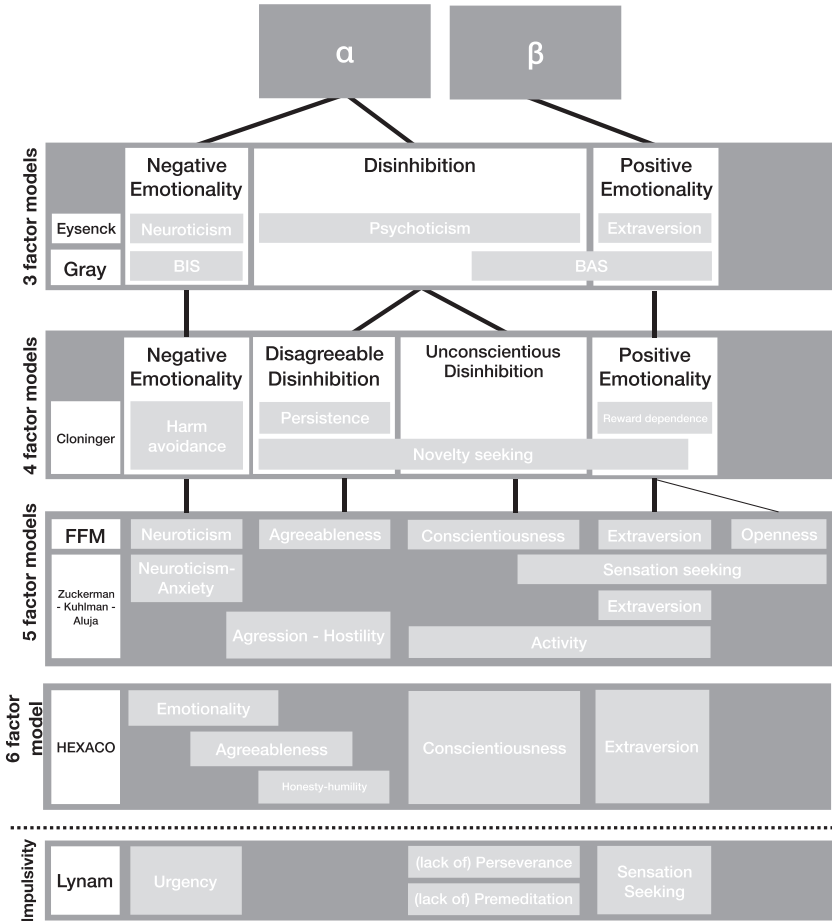 α
β
3 factor models
Negative
Emotionality
Disinhibition
Positive
Emotionality
Eysenck
Neuroticism
Psychoticism
Extraversion
Gray
BIS
BAS
4 factor models
Negative
Emotionality
Disagreeable
Disinhibition
Unconscientious
Disinhibition
Positive
Emotionality
Cloninger
Harm
avoidance
Persistence
Reward dependence
Novelty seeking
5 factor models
FFM
Neuroticism
Agreeableness
Conscientiousness
Extraversion
Openness
Zuckerman
- Kuhlman -
Aluja
Neuroticism-
Anxiety
Sensation seeking
Extraversion
Agression - Hostility
Activity
6 factor
model
HEXACO
Emotionality
Agreeableness
Honesty-humility
Conscientiousness
Extraversion
Impulsivity
Lynam
Urgency
(lack of) Perseverance
(lack of) Premeditation
Sensation
Seeking